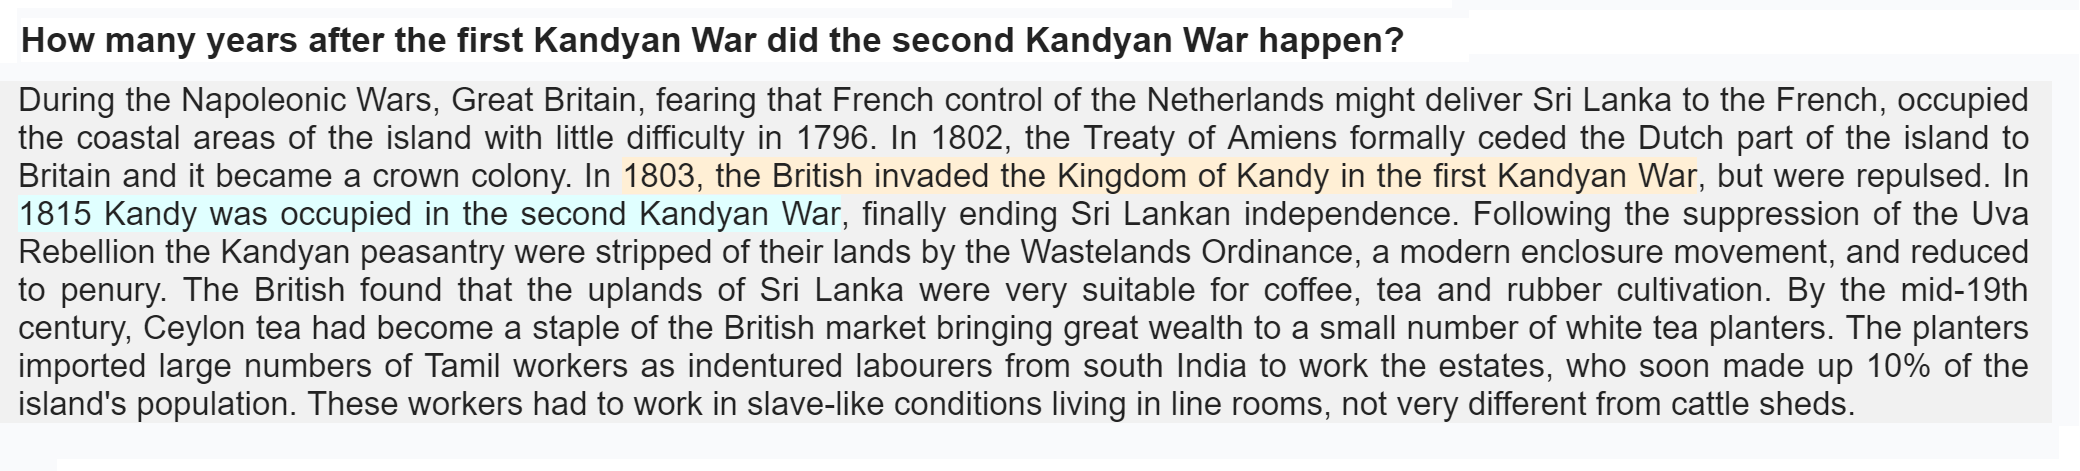 How many years after the first Kandyan War did the second Kandyan War happen?
During the Napoleonic Wars, Great Britain, fearing that French control of the Netherlands might deliver Sri Lanka to the French, occupied
the coastal areas of the island with little difficulty in 1796. In 1802, the Treaty of Amiens formally ceded the Dutch part of the island to
Britain and it became a crown colony. In 1803, the British invaded the Kingdom of Kandy in the first Kandyan War, but were repulsed. In
1815 Kandy was occupied in the second Kandyan War, finally ending Sri Lankan independence. Following the suppression of the Uva
Rebellion the Kandyan peasantry were stripped of their lands by the Wastelands Ordinance, a modern enclosure movement, and reduced
to penury. The British found that the uplands of Sri Lanka were very suitable for coffee, tea and rubber cultivation. By the mid-19th
century, Ceylon tea had become a staple of the British market bringing great wealth to a small number of white tea planters. The planters
imported large numbers of Tamil workers as indentured labourers from south India to work the estates, who soon made up 10% of the
island's population. These workers had to work in slave-like conditions living in line rooms, not very different from cattle sheds.